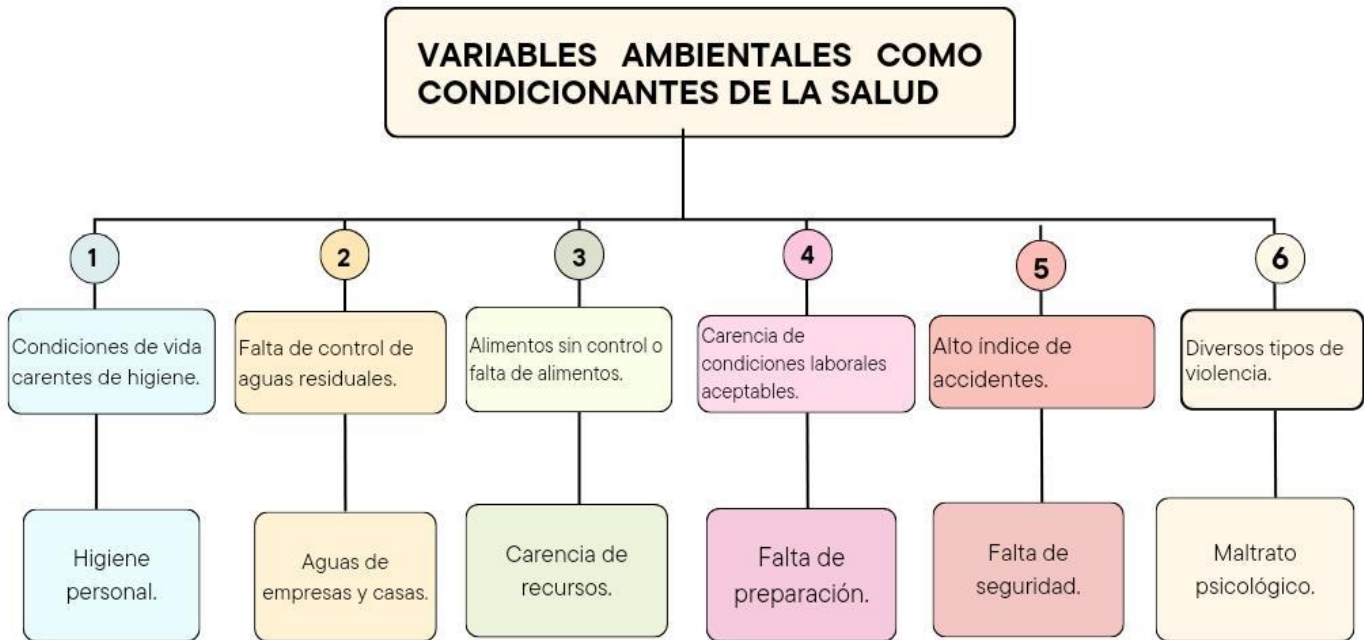 VARIABLES AMBIENTALES COMO
CONDICIONANTES DE LA SALUD
1
2
3
4
5
6
Condiciones de vida
carentes de higiene.
Falta de control de
aguas residuales.
Alimentos sin control o
falta de alimentos.
Carencia de
condiciones laborales
aceptables.
Alto índice de
accidentes.
Diversos tipos de
violencia.
Higiene
personal.
Aguas de
empresas y casas.
Carencia de
recursos.
Falta de
preparación.
Falta de
seguridad.
Maltrato
psicológico.